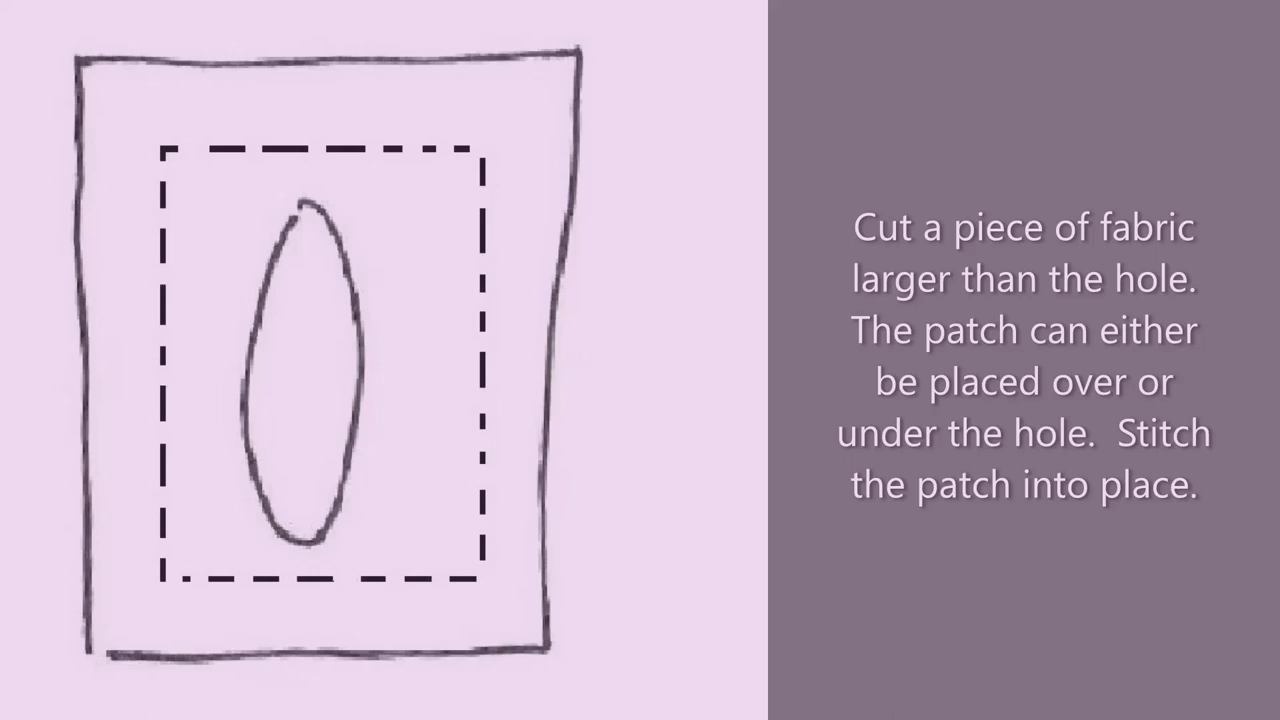 Cut a piece of fabric
larger than the hole.
The patch can either
be placed over or
under the hole.  Stitch
the patch into place.